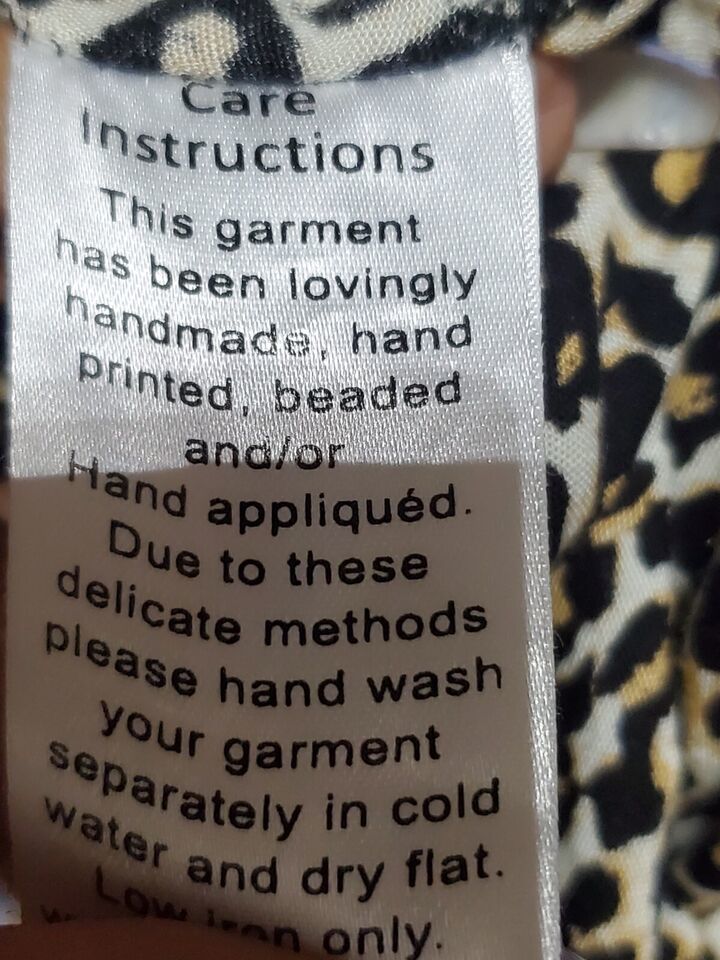 Care
Instructions
This garment
has been lovingly
handmade, hand
printed, beaded
and/or
Hand appliquéd.
Due to these
delicate methods
please hand wash
your garment
separately in cold
water and dry flat.
Low iron only.